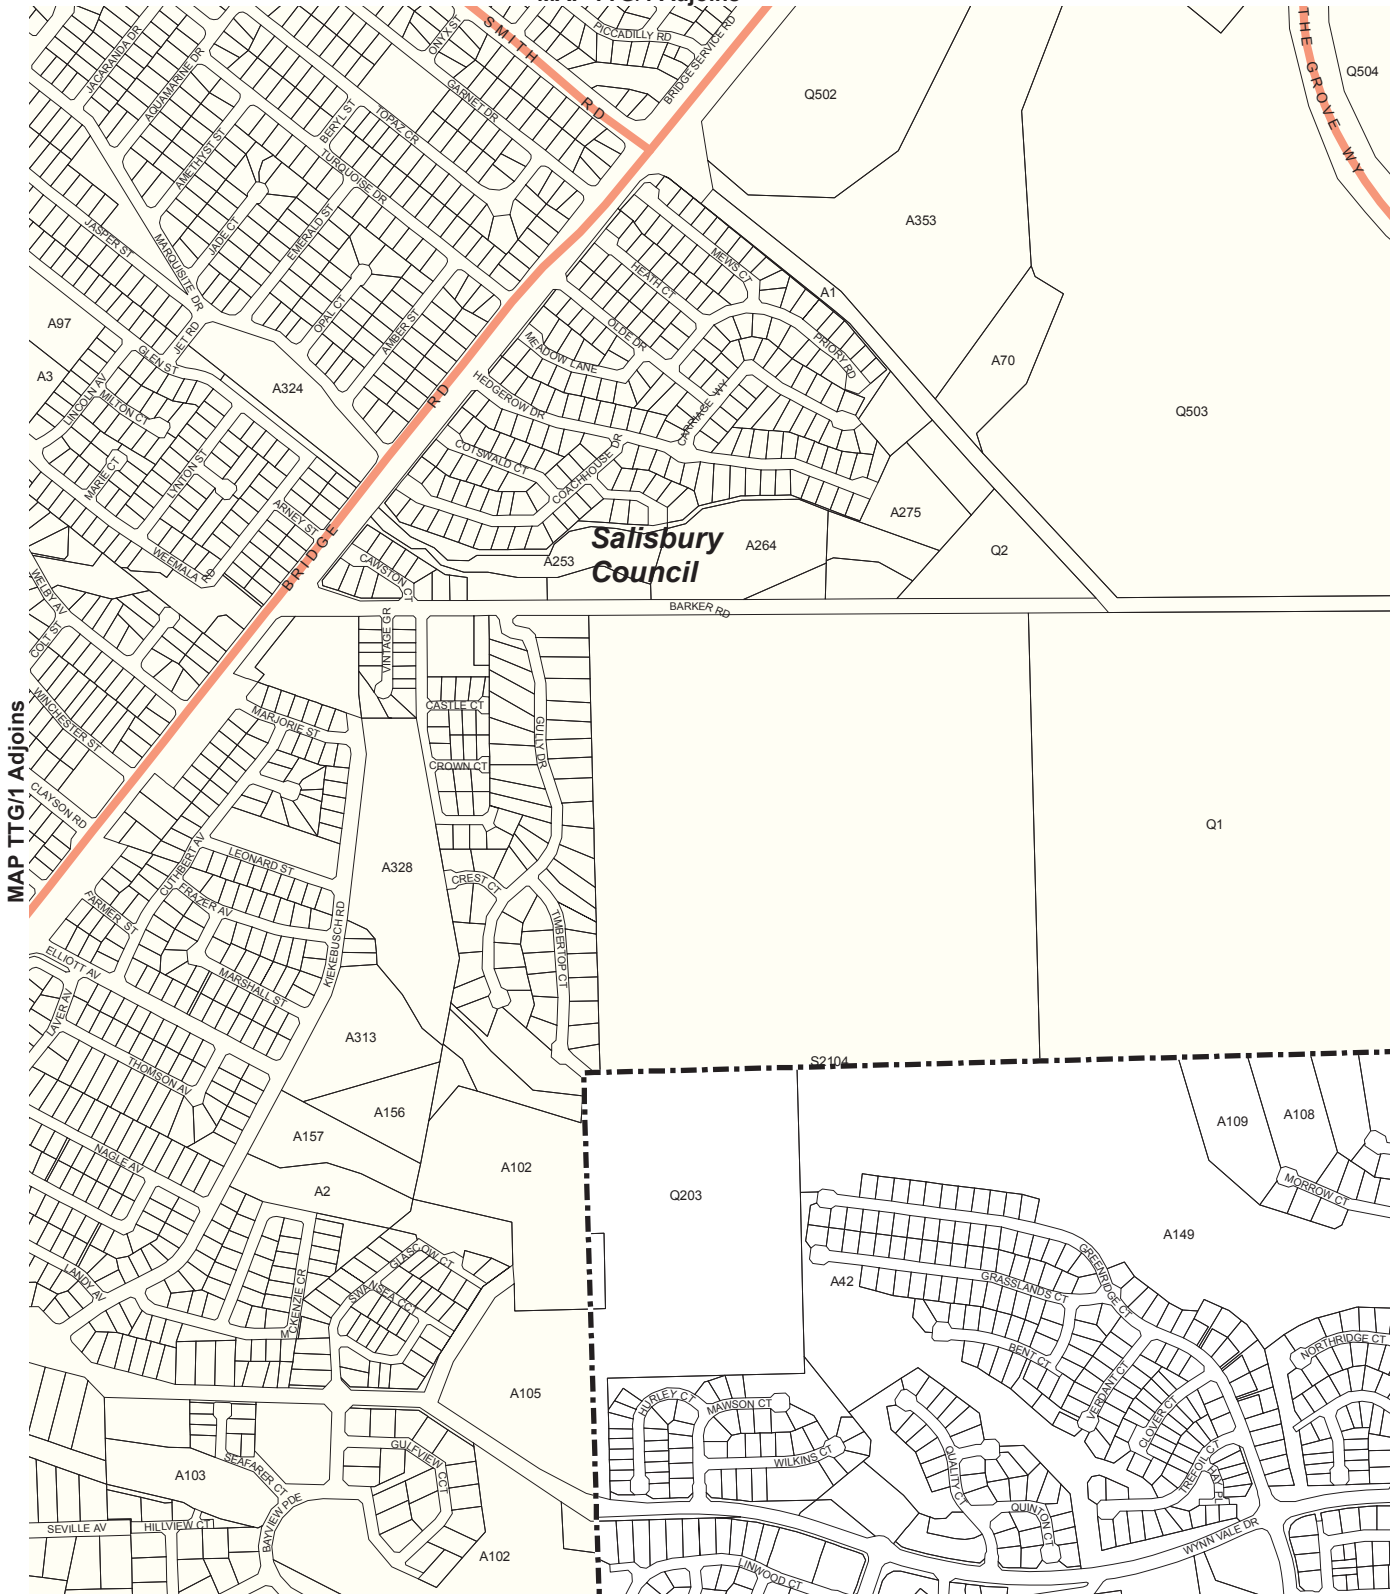 SMITH RD
ONYX ST
PICCADILLY RD
BRIDGE SERVICE RD
THE GROVE WY
Q504
JACARANDA DR
AQUAMARINE DR
GARNET DR
Q502
BERYL ST
TOPAZ CR
AMETHYST ST
TURQUOISE DR
JADE CT
EMERALD ST
JASPER ST
MARQUISITE DR
A353
MEWS CT
HEATH CT
A1
OPAL CT
AMBER ST
OLDE DR
PRIORY RD
A97
JET RD
GLEN ST
MEADOW LANE
A70
A3
A324
LINCOLN AV
MILTON CT
HEDGEROW DR
CARRIAGE WY
Q503
BRIDGE RD
COTSWALD CT
COACHHOUSE DR
MARIE CT
LYNTON ST
ARNEY ST
A275
Salisbury
Council
A264
Q2
A253
WEEMALA RD
CAWSTON CT
WELBY AV
BARKER RD
COLT ST
VINTAGE GR
WINCHESTER ST
MARJORIE ST
CASTLE CT
GULLY DR
MAP TTG/1 Adjoins
CROWN CT
CLAYSON RD
Q1
CUTHBERT AV
LEONARD ST
A328
CREST CT
FRAZER AV
FARMER ST
KIEKEBUSCH RD
TIMBERTOP CT
ELLIOTT AV
MARSHALL ST
LAVER AV
A313
THOMSON AV
S2104
A156
A157
A109
A108
NAGLE AV
A102
A2
Q203
MORROW CT
A149
GLASCOW CT
LANDY AV
MCKENZIE CR
SWANSEA CCT
A42
GRASSLANDS CT
GREENRIDGE CT
BENT CT
NORTHRIDGE CT
A105
HURLEY CT
MAWSON CT
VERDANT CT
CLOVER CT
GULFVIEW CCT
WILKINS CT
QUALITY CT
TREFOIL CT
HAY PL
A103
SEAFARER CT
BAYVIEW PDE
QUINTON CT
SEVILLE AV
HILLVIEW CT
WYNN VALE DR
A102
LINWOOD CT